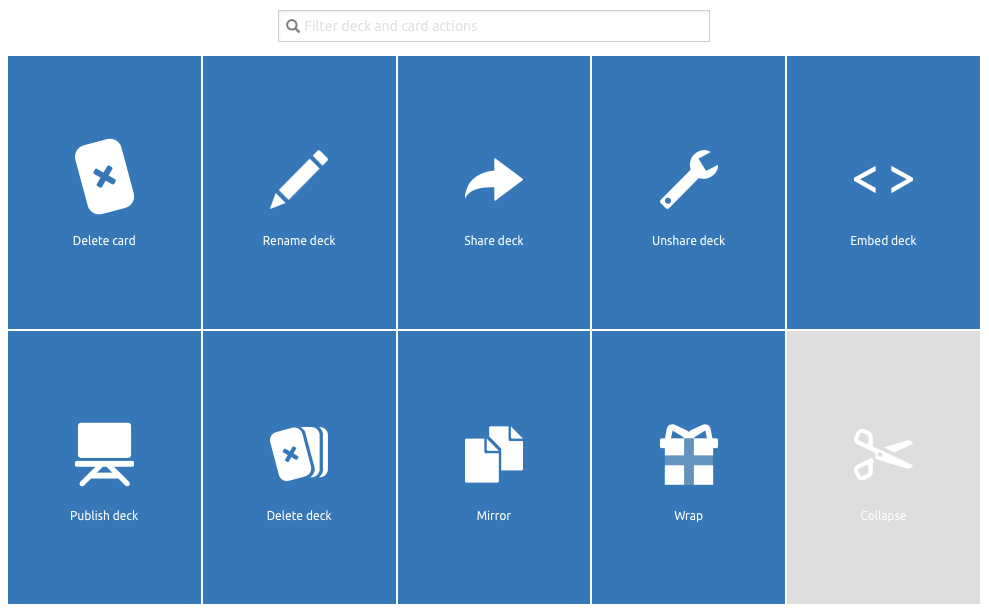 Filter deck and card actions
Delete card
Rename deck
Share deck
Unshare deck
Embed deck
Publish deck
Delete deck
Mirror
Wrap
Collapse